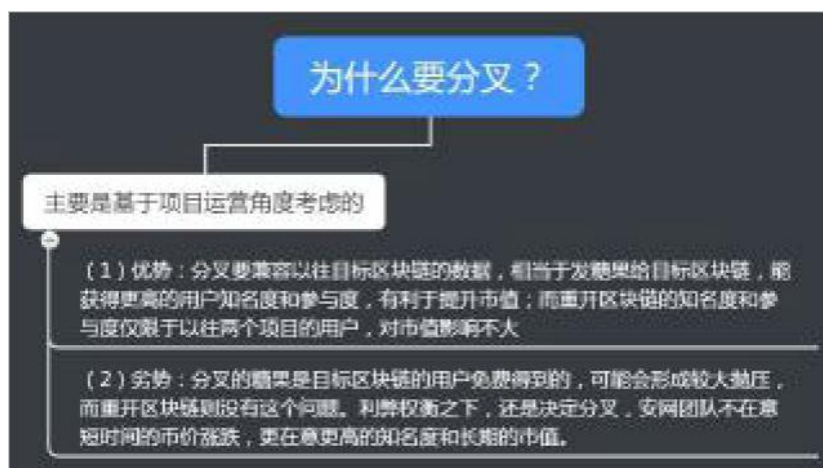 为什么要分叉？
主要是基于项目运营角度考虑的
（1）优势：分叉要兼容以往目标区块链的数据，相当于发糖果给目标区块链，能
获得更高的用户知名度和参与度，有利于提升市值；而重开区块链的知名度和参
与度仅限于以往两个项目的用户，对市值影响不大
（2）劣势：分叉的糖果是目标区块链的用户免费得到的，可能会形成较大抛压，
而重开区块链则没有这个问题。利弊权衡之下，还是决定分叉，安网团队不在意
短时间的币价涨跌，更在意更高的知名度和长期的市值。